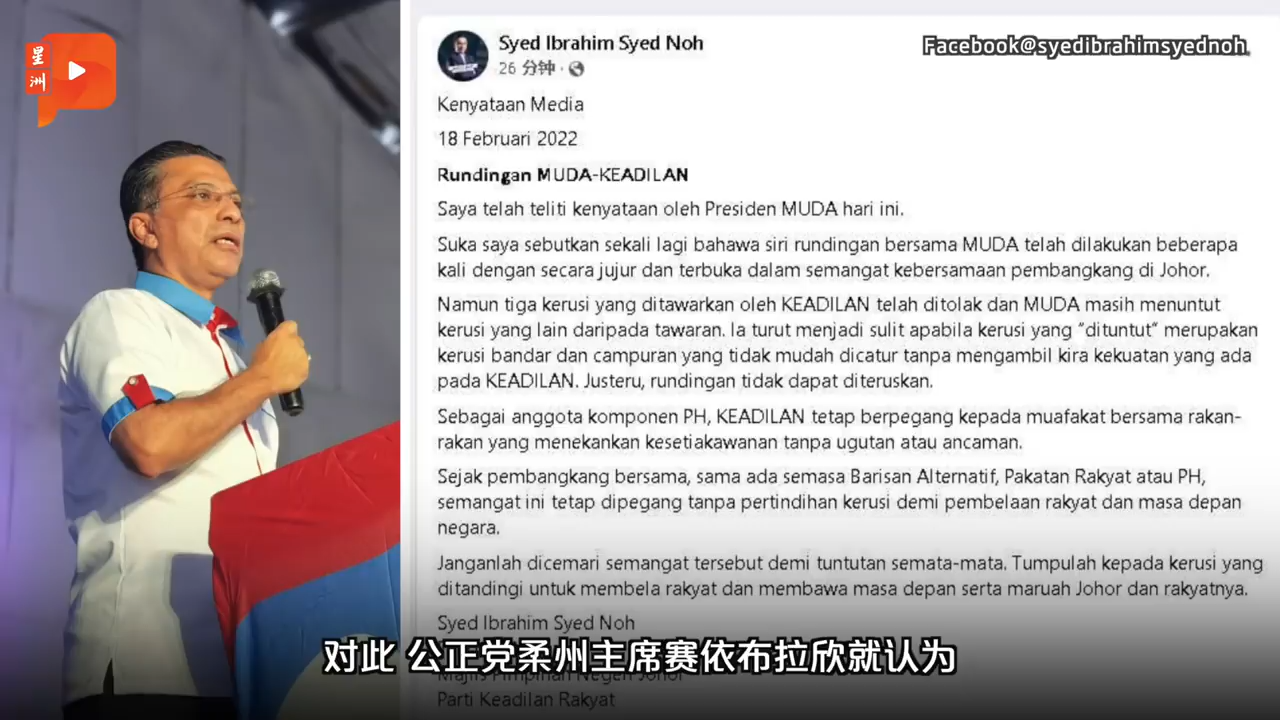 星洲
Syed Ibrahim Syed Noh
Facebook@syedibrahimsyednoh
26 分钟 ·
Kenyataan Media
18 Februari 2022
Rundingan MUDA-KEADILAN
Saya telah teliti kenyataan oleh Presiden MUDA hari ini.
Suka saya sebutkan sekali lagi bahawa siri rundingan bersama MUDA telah dilakukan beberapa
kali dengan secara jujur dan terbuka dalam semangat kebersamaan pembangkang di Johor.
Namun tiga kerusi yang ditawarkan oleh KEADILAN telah ditolak dan MUDA masih menuntut
kerusi yang lain daripada tawaran. Ia turut menjadi sulit apabila kerusi yang "dituntut" merupakan
kerusi bandar dan campuran yang tidak mudah dicatur tanpa mengambil kira kekuatan yang ada
pada KEADILAN. Justeru, rundingan tidak dapat diteruskan.
Sebagai anggota komponen PH, KEADILAN tetap berpegang kepada muafakat bersama rakan-
rakan yang menekankan kesetiakawanan tanpa ugutan atau ancaman.
Sejak pembangkang bersama, sama ada semasa Barisan Alternatif, Pakatan Rakyat atau PH,
semangat ini tetap dipegang tanpa pertindihan kerusi demi pembelaan rakyat dan masa depan
negara.
Janganlah dicemari semangat tersebut demi tuntutan semata-mata. Tumpulah kepada kerusi yang
ditandingi untuk membela rakyat dan membawa masa depan serta maruah Johor dan rakyatnya.
Syed Ibrahim Syed Noh
对此 公正党柔州主席赛依布拉欣就认为
Majlis Pimpinan Negeri Johor
Parti Keadilan Rakyat